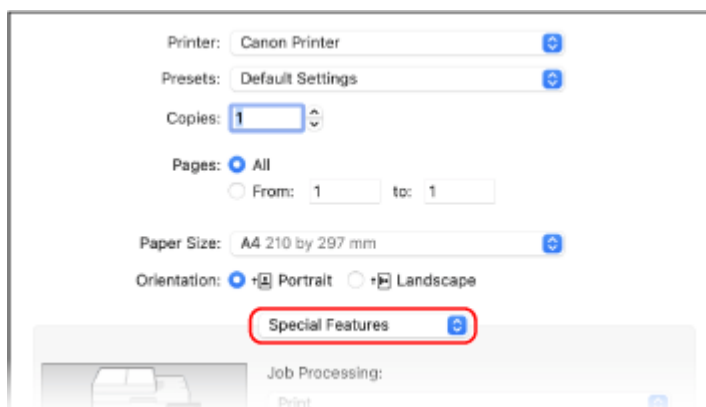 Printer: Canon Printer
Presets: Default Settings
Copies: 1
Pages: All
From: 1 to: 1
Paper Size: A4 210 by 297 mm
Orientation: Portrait Landscape
Special Features
Job Processing:
Print